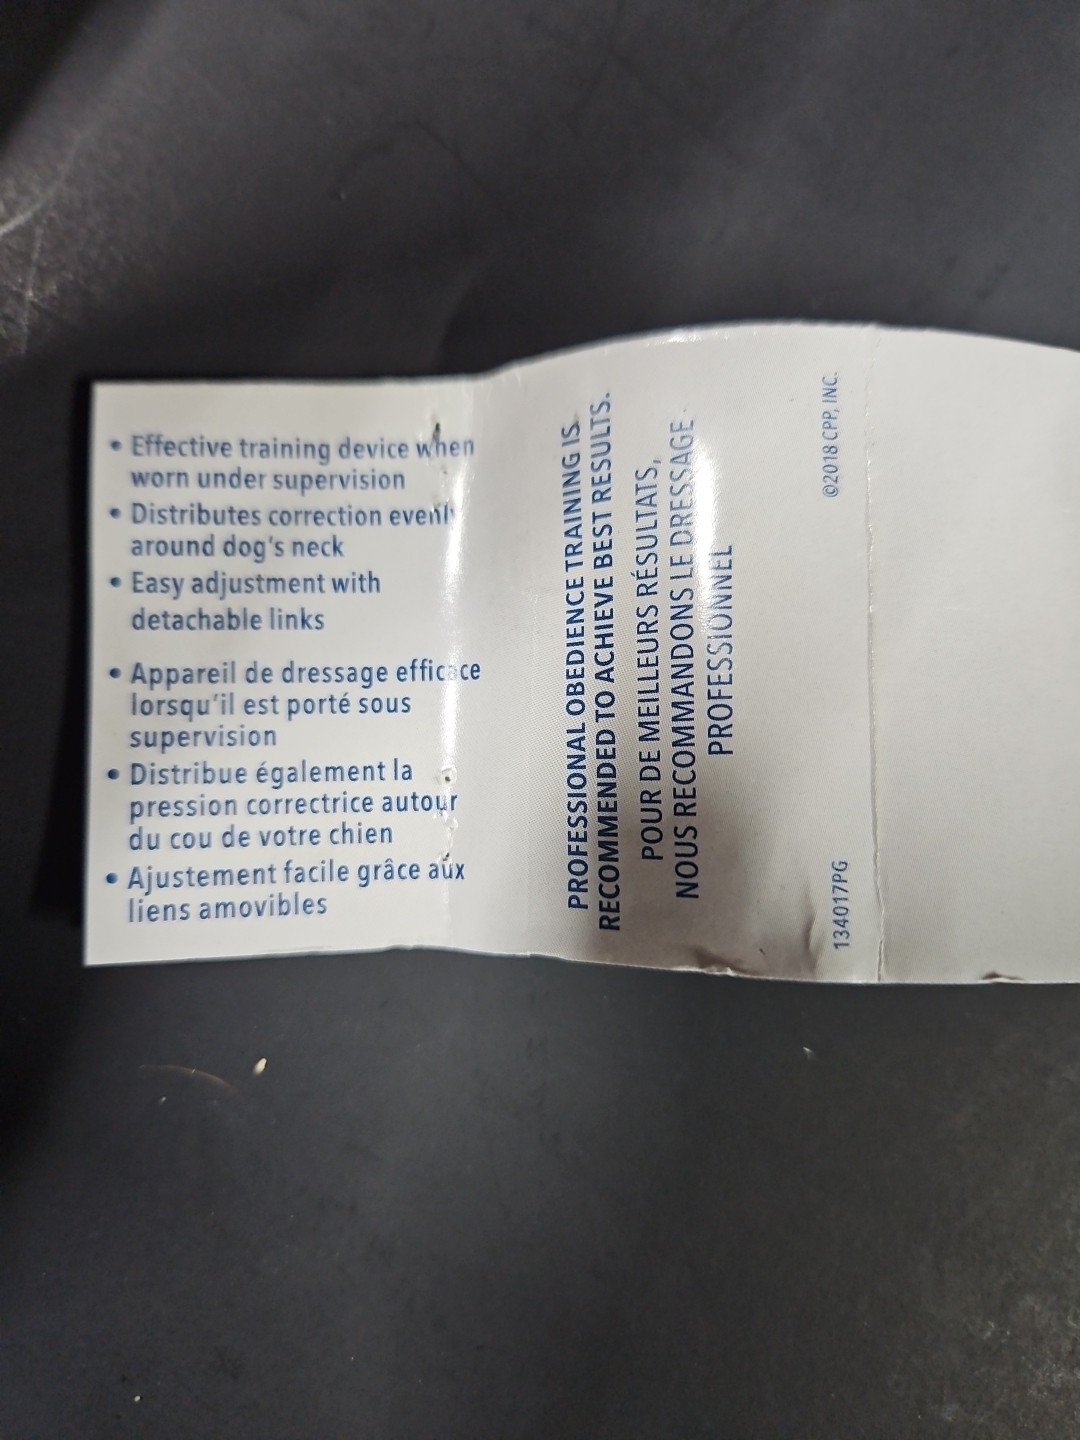 • Effective training device when
worn under supervision
• Distributes correction evenly
around dog's neck
• Easy adjustment with
detachable links
• Appareil de dressage efficace
lorsqu'il est porté sous
supervision
• Distribue également la
pression correctrice autour
du cou de votre chien
• Ajustement facile grâce aux
liens amovibles
PROFESSIONAL OBEDIENCE TRAINING IS
RECOMMENDED TO ACHIEVE BEST RESULTS.
POUR DE MEILLEURS RÉSULTATS,
NOUS RECOMMANDONS LE DRESSAGE
PROFESSIONNEL
134017PG
©2018 CPP, INC.